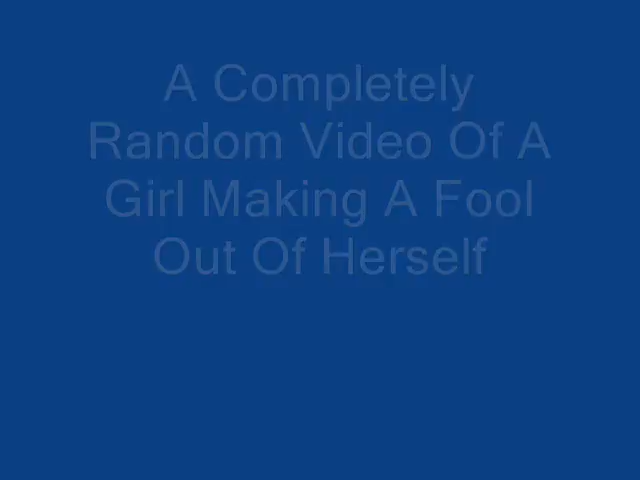 A Completely
Random Video Of A
Girl Making A Fool
Out Of Herself